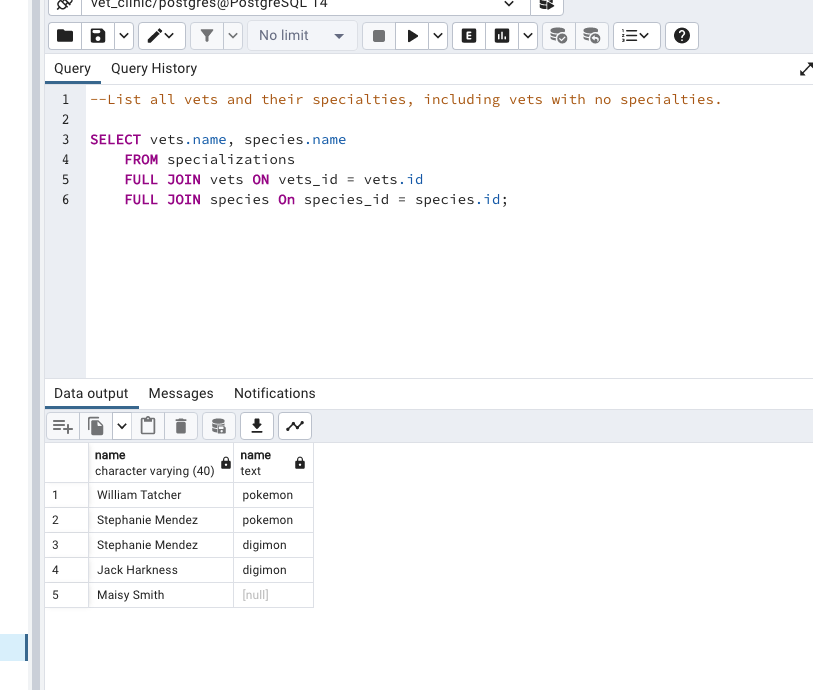 vet_clinic/postgres@PostgreSQL 14
No limit
E
Query Query History
1 --List all vets and their specialties, including vets with no specialties.
2
3 SELECT vets.name, species.name
4 FROM specializations
5 FULL JOIN vets ON vets_id = vets.id
6 FULL JOIN species On species_id = species.id;
Data output Messages Notifications
name name
character varying (40) text
1 William Tatcher pokemon
2 Stephanie Mendez pokemon
3 Stephanie Mendez digimon
4 Jack Harkness digimon
5 Maisy Smith [null]